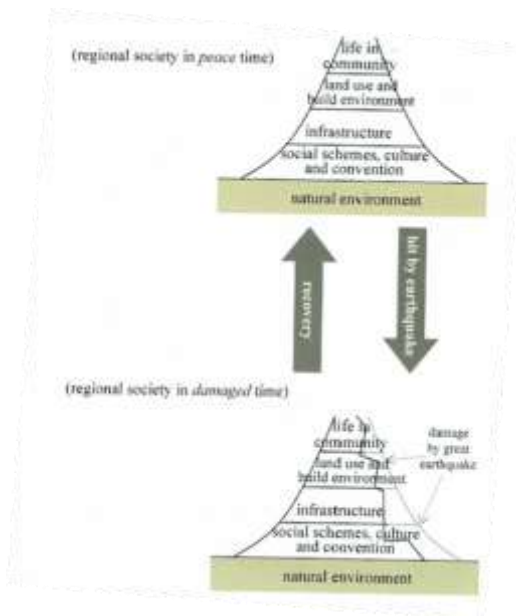 (regional society in peace time)
life in
community
land use and
build environment
infrastructure
social schemes, culture
and convention
natural environment
recovery
hit by earthquake
(regional society in damaged time)
life in
community
land use and
build environment
infrastructure
social schemes, culture
and convention
natural environment
damage
by great
earthquake